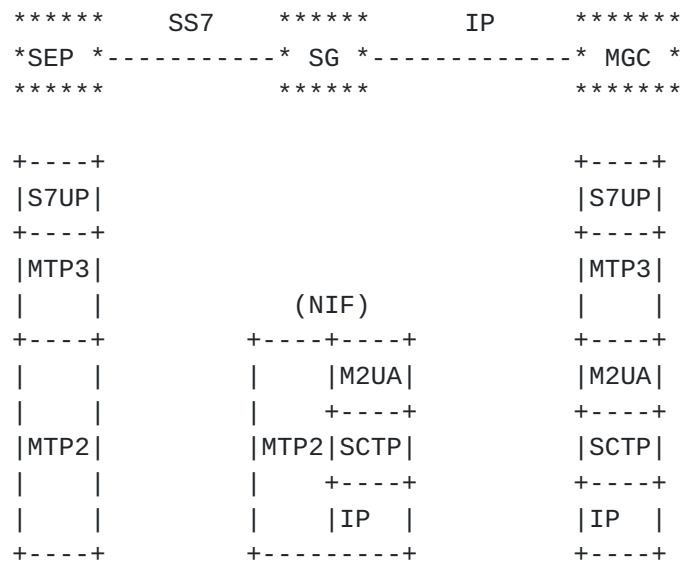 ******    SS7    ******      IP     *******
*SEP *-----------* SG *-------------* MGC *
******           ******             *******

+----+                              +----+
|S7UP|                              |S7UP|
+----+                              +----+
|MTP3|                              |MTP3|
|    |            (NIF)             |    |
+----+         +----+----+          +----+
|    |         |    |M2UA|          |M2UA|
|    |         |    +----+          +----+
|MTP2|         |MTP2|SCTP|          |SCTP|
|    |         |    +----+          +----+
|    |         |    |IP  |          |IP  |
+----+         +---------+          +----+